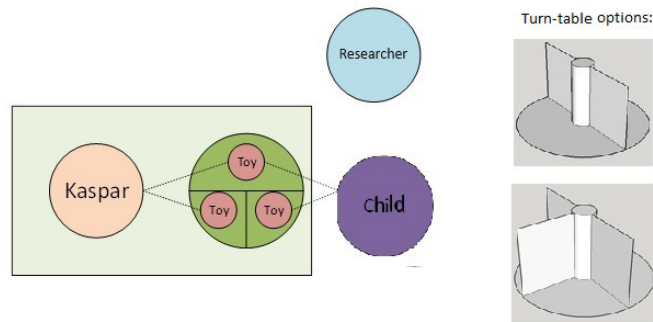 Turn-table options:
Researcher
Toy
Kaspar
Child
Toy
Toy